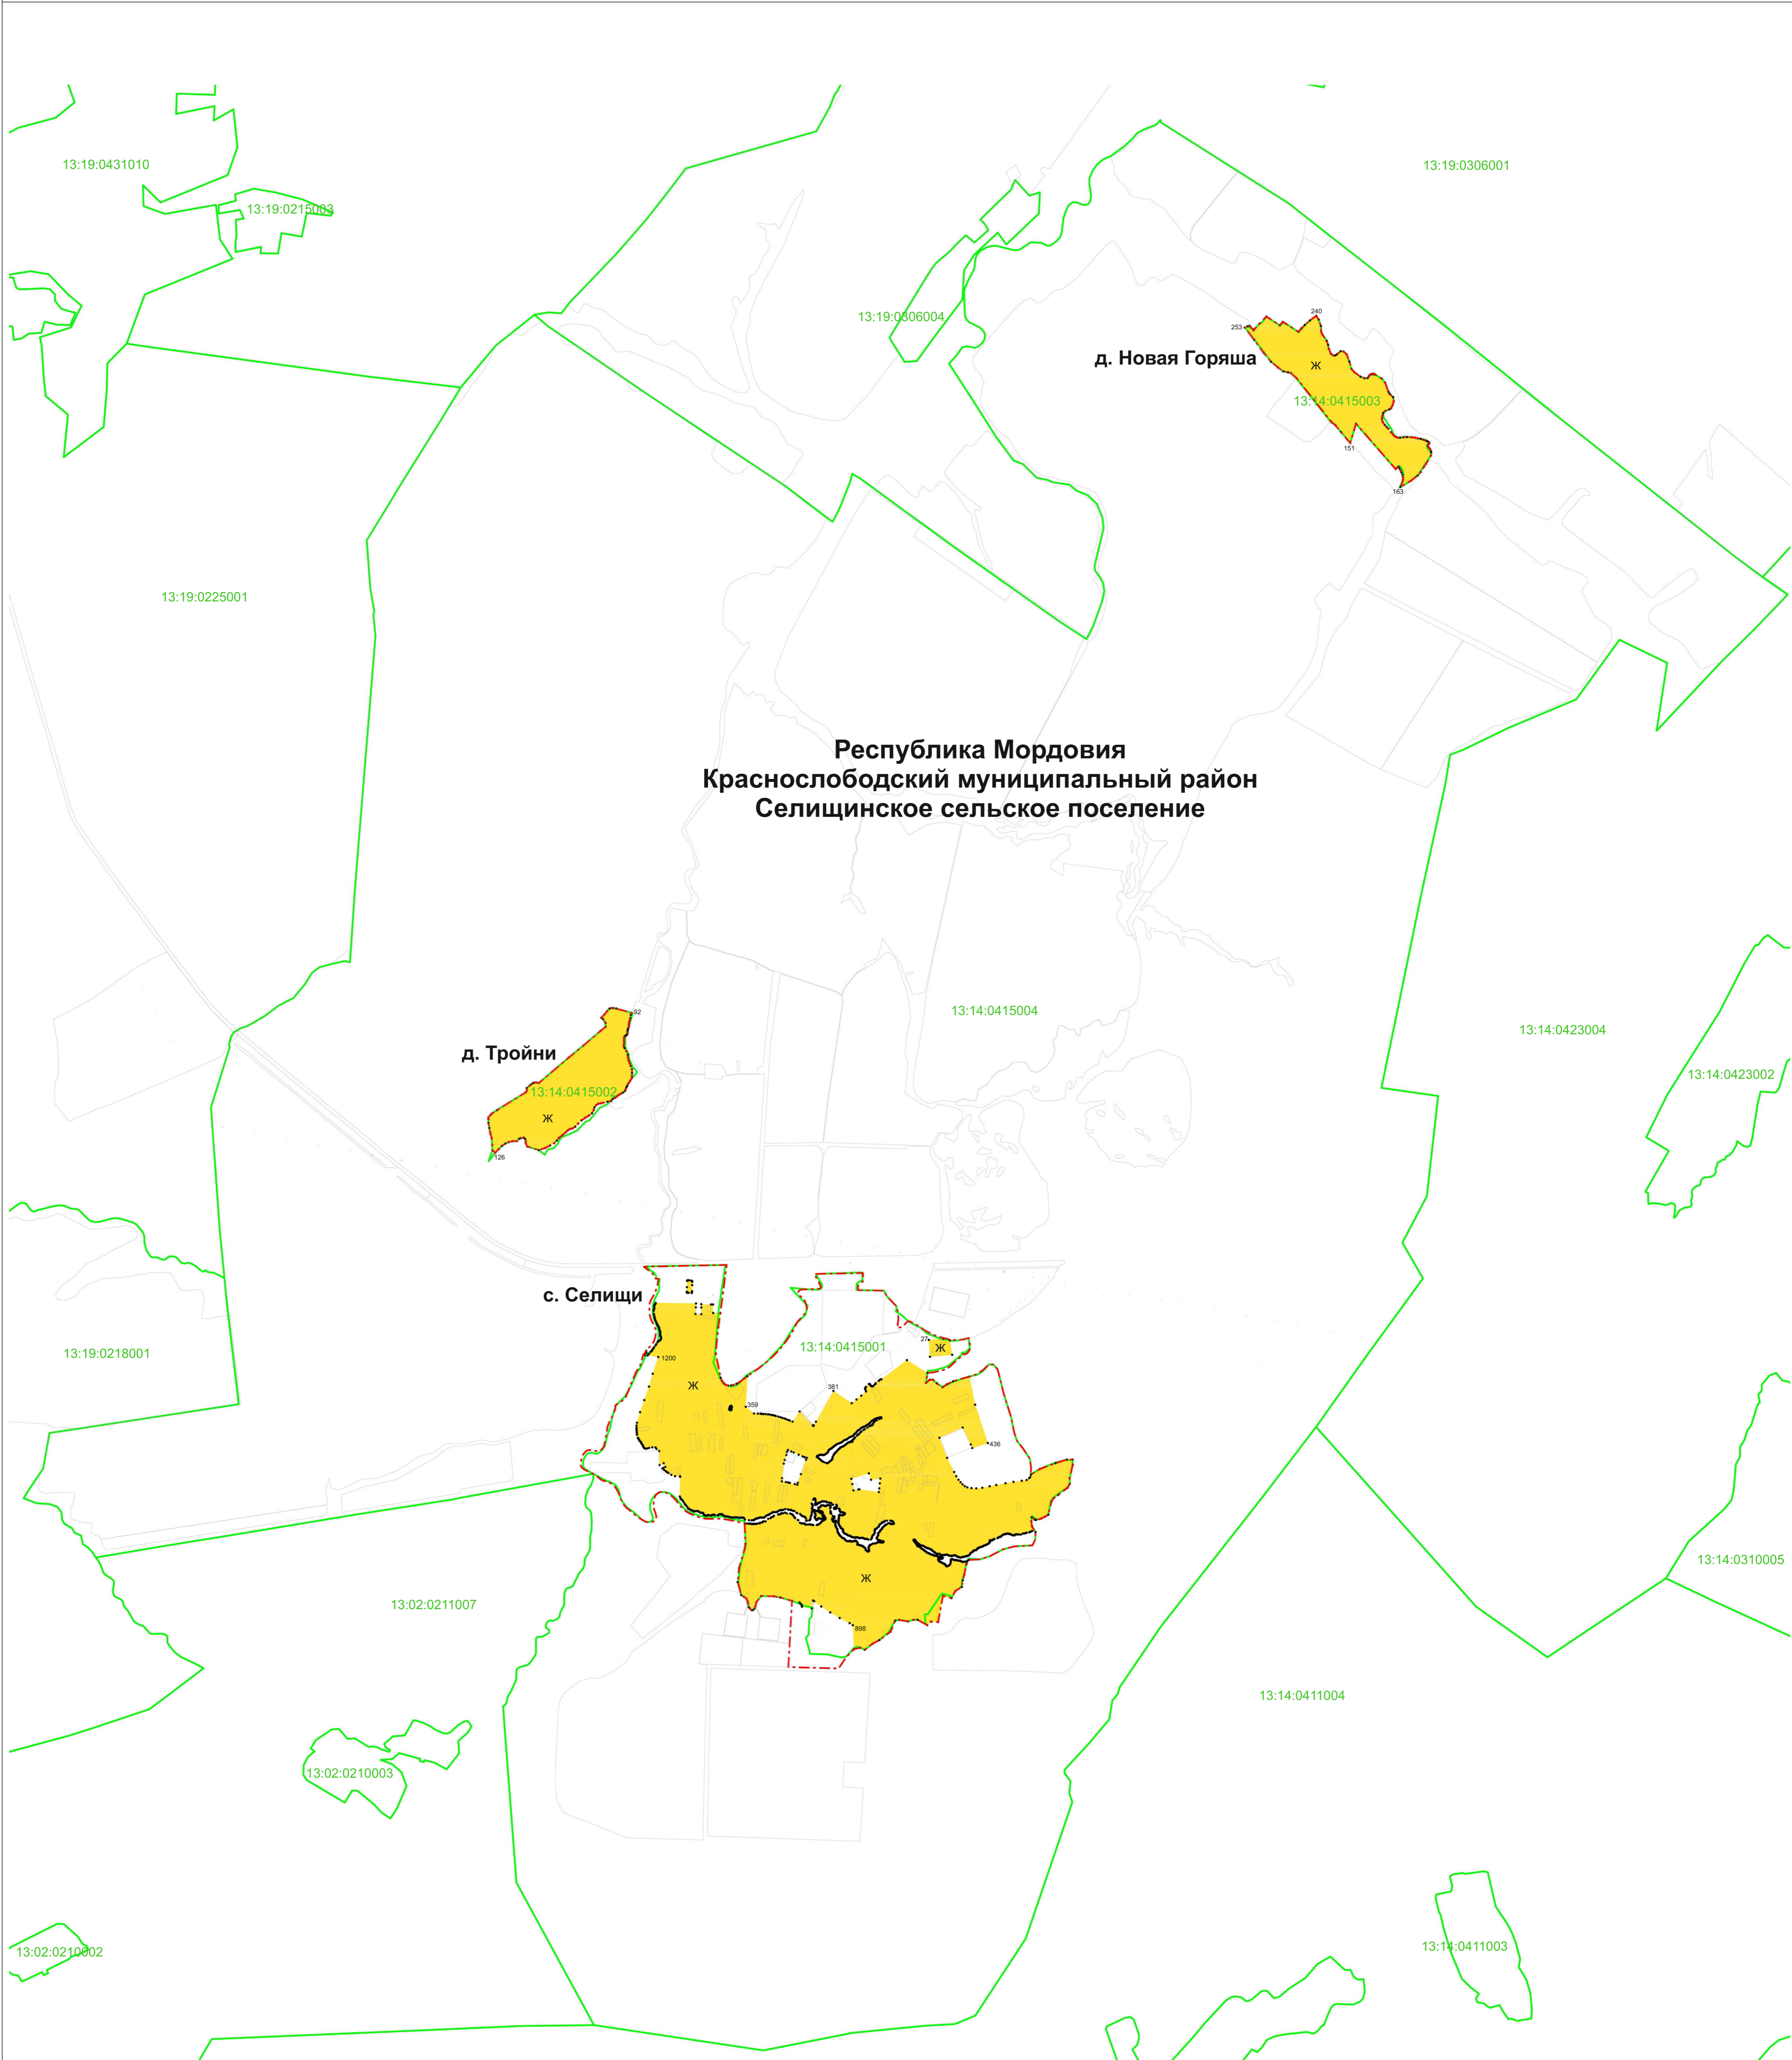 13:19:0431010
13:19:0306001
13:19:0215003
13:19:0306004
240
253
д. Новая Горяша
Ж
13:14:0415003
151
163
13:19:0225001
Республика Мордовия
Краснослободский муниципальный район
Селищинское сельское поселение
13:14:0415004
92
13:14:0423004
д. Тройни
13:14:0423002
13:14:0415002
Ж
126
с. Селищи
27
13:14:0415001
Ж
13:19:0218001
1200
Ж
381
359
436
13:14:0310005
Ж
13:02:0211007
898
13:14:0411004
13:02:0210003
13:14:0411003
13:02:0210002